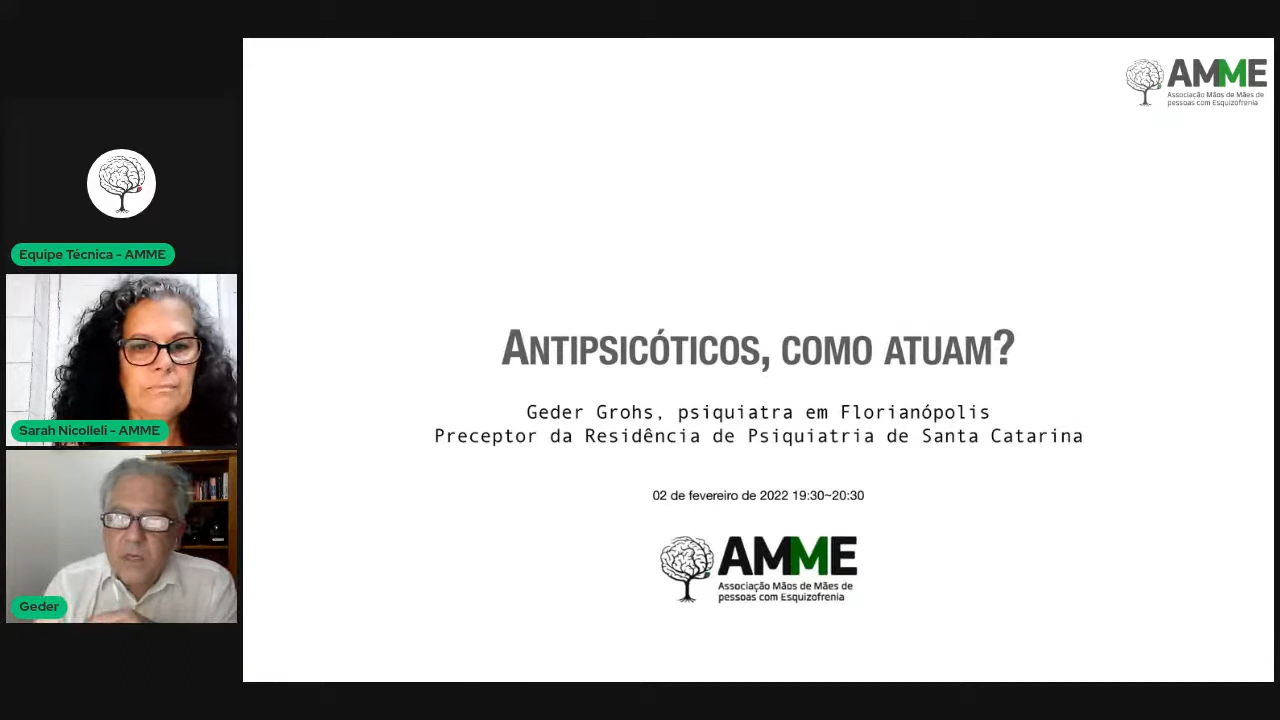 AMME
Associação Mãos de Mães de
pessoas com Esquizofrenia
Equipe Técnica - AMME
Sarah Nicolleli - AMME
Geder
Antipsicóticos, como atuam?
Geder Grohs, psiquiatra em Florianópolis
Preceptor da Residência de Psiquiatria de Santa Catarina
02 de fevereiro de 2022 19:30~20:30
AMME
Associação Mãos de Mães de
pessoas com Esquizofrenia